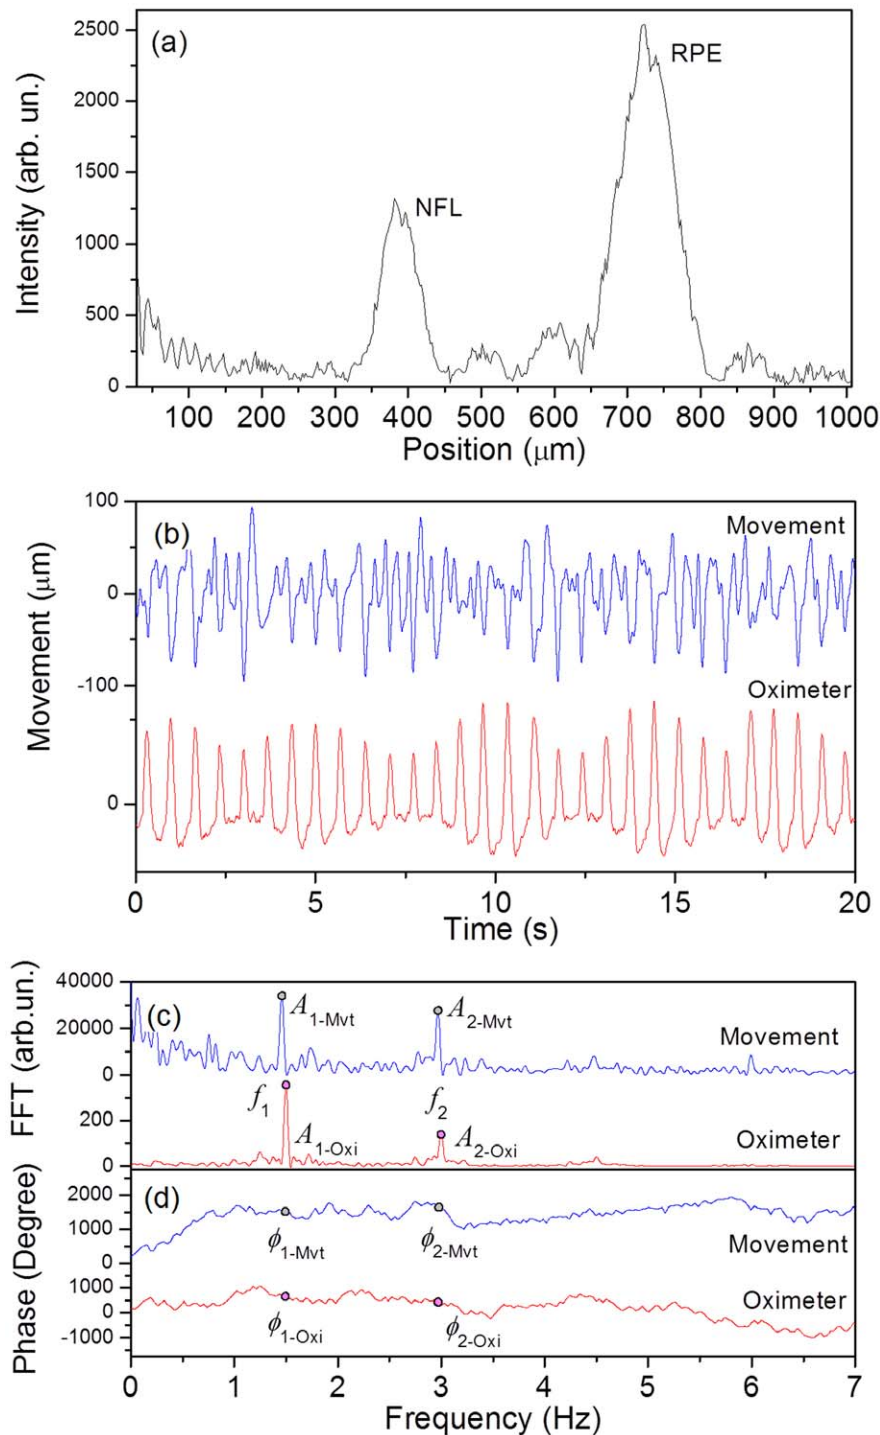 (a)
RPE
NFL
Intensity (arb. un.)
2500
2000
1500
1000
500
0
100 200 300 400 500 600 700 800 900 1000
Position (μm)
(b)
Movement
Oximeter
Movement (μm)
100
0
-100
0
0 5 10 15 20
Time (s)
(c)
FFT (arb.un.)
40000
20000
0
A1-Mvt
A2-Mvt
Movement
f1
f2
200
0
A1-Oxi
A2-Oxi
Oximeter
(d)
Phase (Degree)
2000
1000
0
ϕ1-Mvt
ϕ2-Mvt
Movement
1000
0
-1000
ϕ1-Oxi
ϕ2-Oxi
Oximeter
0 1 2 3 4 5 6 7
Frequency (Hz)